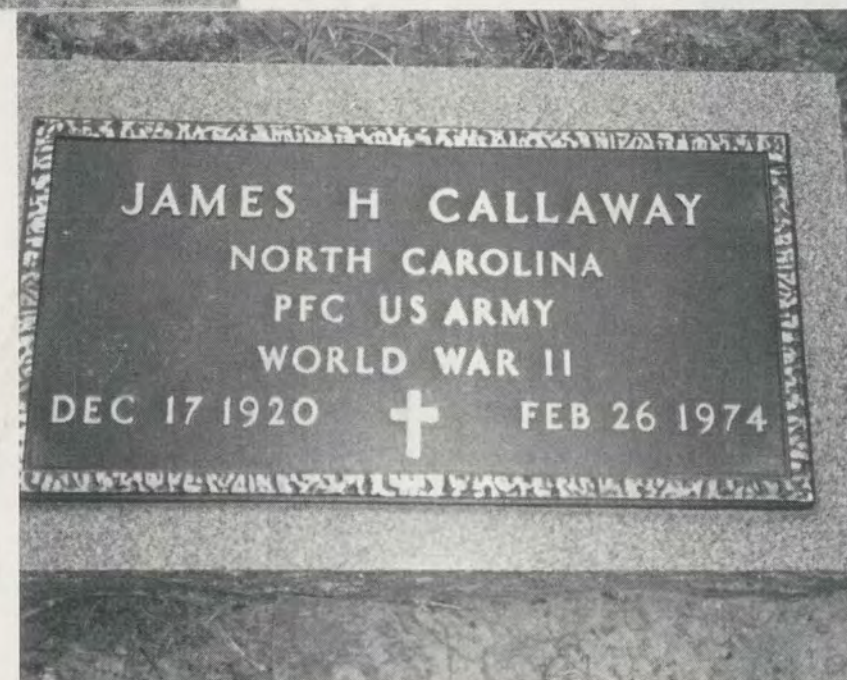 JAMES H CALLAWAY
NORTH CAROLINA
PFC US ARMY
WORLD WAR II
DEC 17 1920 FEB 26 1974